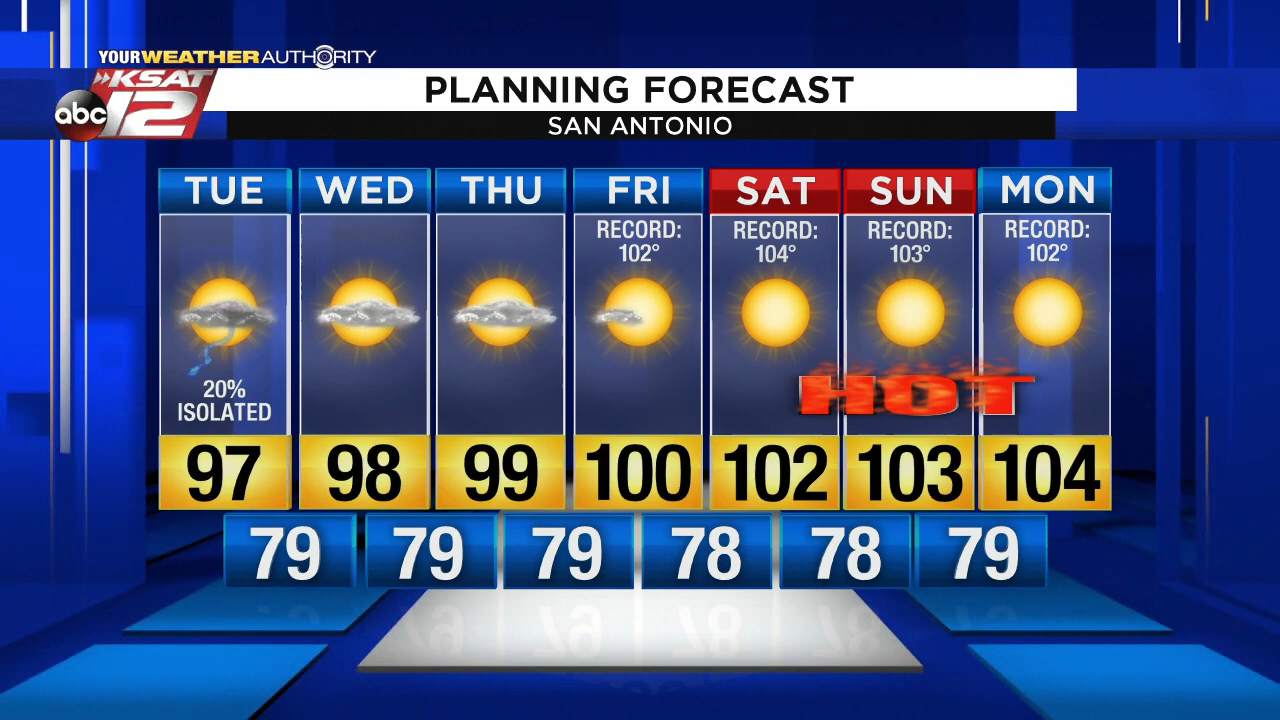 YOURWEATHERAUTHORITY
KSAT
abc 12
PLANNING FORECAST
SAN ANTONIO
TUE WED THU FRI SAT SUN MON
RECORD: RECORD: RECORD: RECORD:
102° 104° 103° 102°
20%
ISOLATED
HOT
97 98 99 100 102 103 104
79 79 79 78 78 79